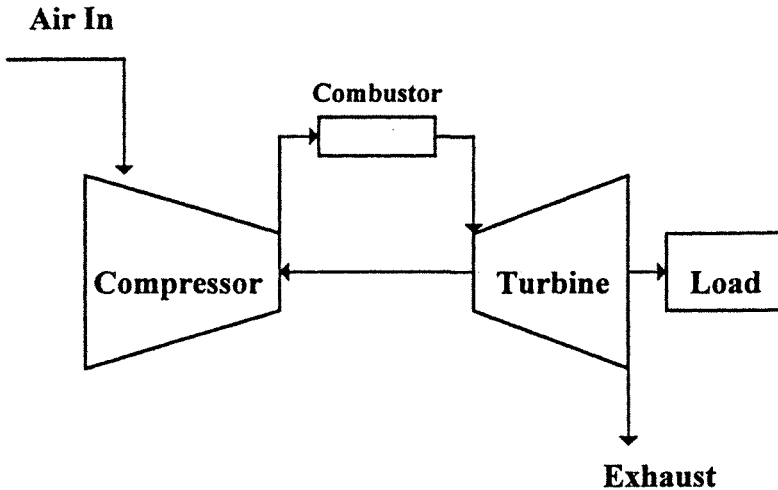 Air In
Combustor
Compressor
Turbine
Load
Exhaust